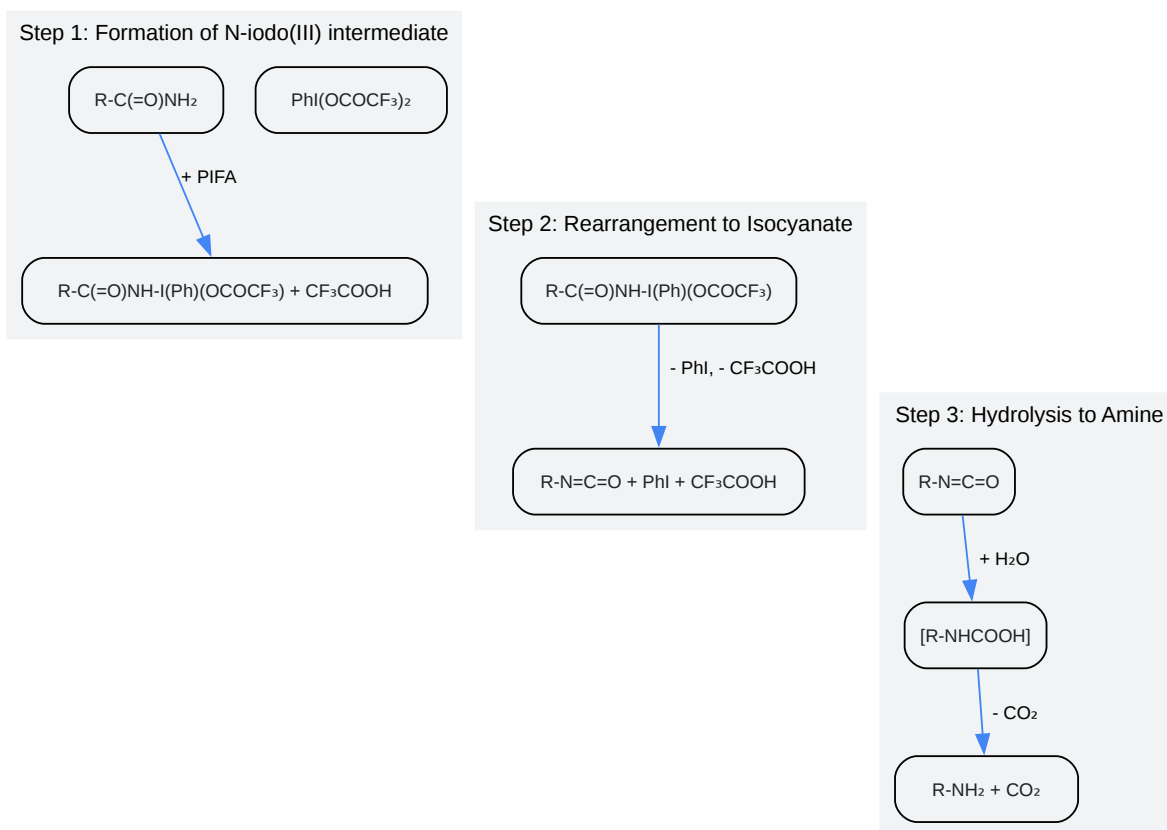 Step 1: Formation of N-iodo(III) intermediate
R-C(=O)NH₂
PhI(OCOCF₃)₂
+ PIFA
R-C(=O)NH-I(Ph)(OCOCF₃) + CF₃COOH
Step 2: Rearrangement to Isocyanate
R-C(=O)NH-I(Ph)(OCOCF₃)
- PhI, - CF₃COOH
R-N=C=O + PhI + CF₃COOH
Step 3: Hydrolysis to Amine
R-N=C=O
+ H₂O
[R-NHCOOH]
- CO₂
R-NH₂ + CO₂